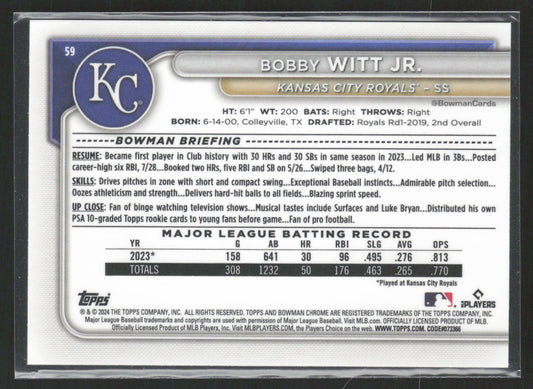 59
KC
BOBBY WITT JR.
KANSAS CITY ROYALS® – SS
@BowmanCards
HT: 6'1" WT: 200 BATS: Right THROWS: Right
BORN: 6-14-00, Colleyville, TX DRAFTED: Royals Rd1-2019, 2nd Overall
BOWMAN BRIEFING
RESUME: Became first player in Club history with 30 HRs and 30 SBs in same season in 2023...Led MLB in 3Bs...Posted
career-high six RBI, 7/28...Booked two HRs, five RBI and SB on 5/26...Swiped three bags, 4/12.
SKILLS: Drives pitches in zone with short and compact swing...Exceptional Baseball instincts...Admirable pitch selection...
Oozes athleticism and strength...Delivers hard-hit balls to all fields...Blazing sprint speed.
UP CLOSE: Fan of binge watching television shows...Musical tastes include Surfaces and Luke Bryan...Distributed his own
PSA 10-graded Topps rookie cards to young fans before game...Fan of pro football.
MAJOR LEAGUE BATTING RECORD
YR G AB HR RBI SLG AVG OPS
2023* 158 641 30 96 .495 .276 .813
TOTALS 308 1232 50 176 .463 .265 .770
*Played at Kansas City Royals
Topps
PLAYERS
® & © 2024 THE TOPPS COMPANY, INC. ALL RIGHTS RESERVED. TOPPS AND BOWMAN CHROME ARE REGISTERED TRADEMARKS OF THE TOPPS COMPANY, INC.
Major League Baseball trademarks and copyrights are used with permission of Major League Baseball. Visit MLB.com. OFFICIALLY LICENSED PRODUCT OF MLB.
Officially Licensed Product of MLB Players, Inc. Visit MLBPLAYERS.com, the Players Choice on the web. WWW.TOPPS.COM. CODE#073366